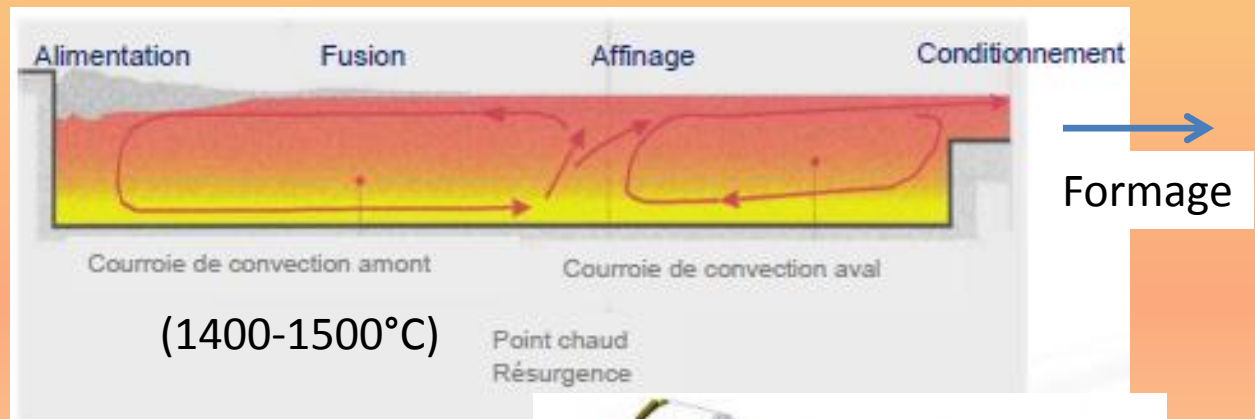 Alimentation Fusion Affinage Conditionnement
Formage
Courroie de convection amont Courroie de convection aval
(1400-1500°C)
Point chaud
Résurgence